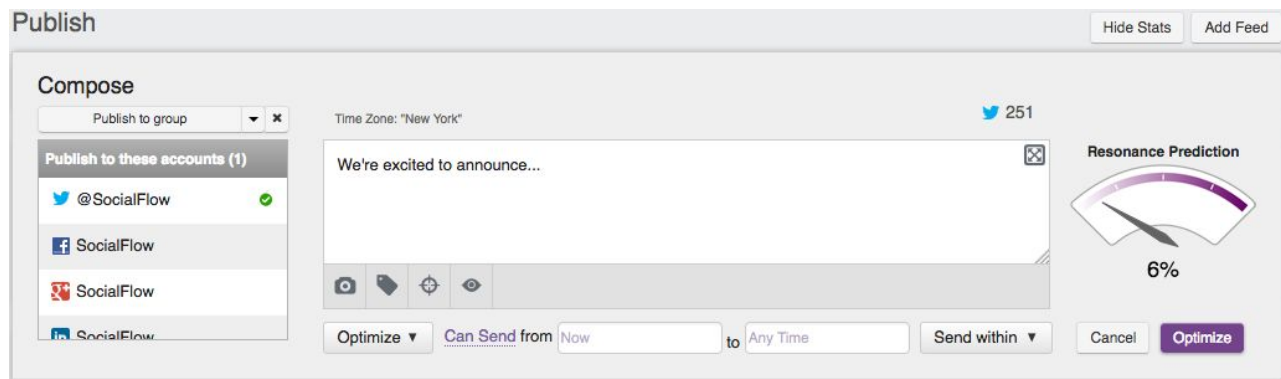 Publish
Hide Stats
Add Feed
Compose
Publish to group
Time Zone: "New York"
251
Publish to these accounts (1)
@SocialFlow
SocialFlow
SocialFlow
in SocialFlow
We're excited to announce...
Resonance Prediction
6%
Optimize
Can Send from
Now
to
Any Time
Send within
Cancel
Optimize